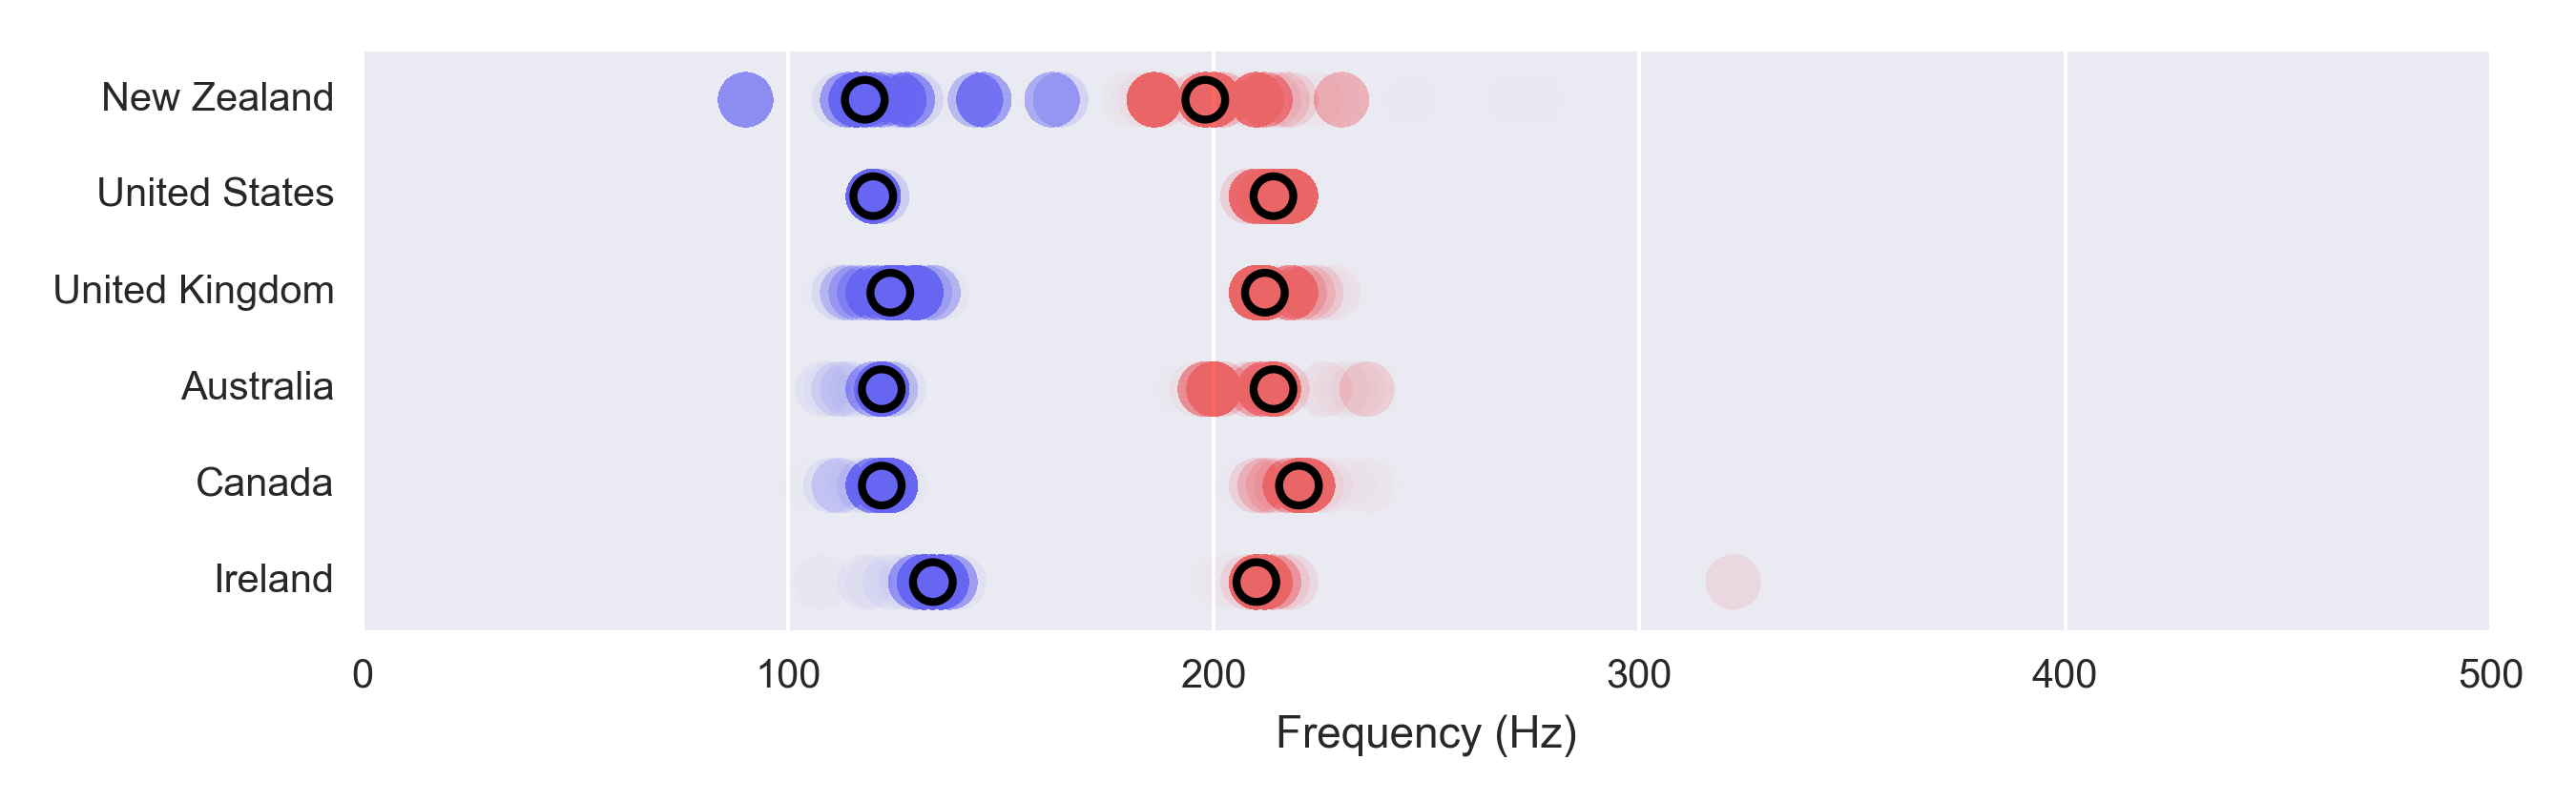 New Zealand
United States
United Kingdom
Australia
Canada
Ireland
0 100 200 300 400 500
Frequency (Hz)